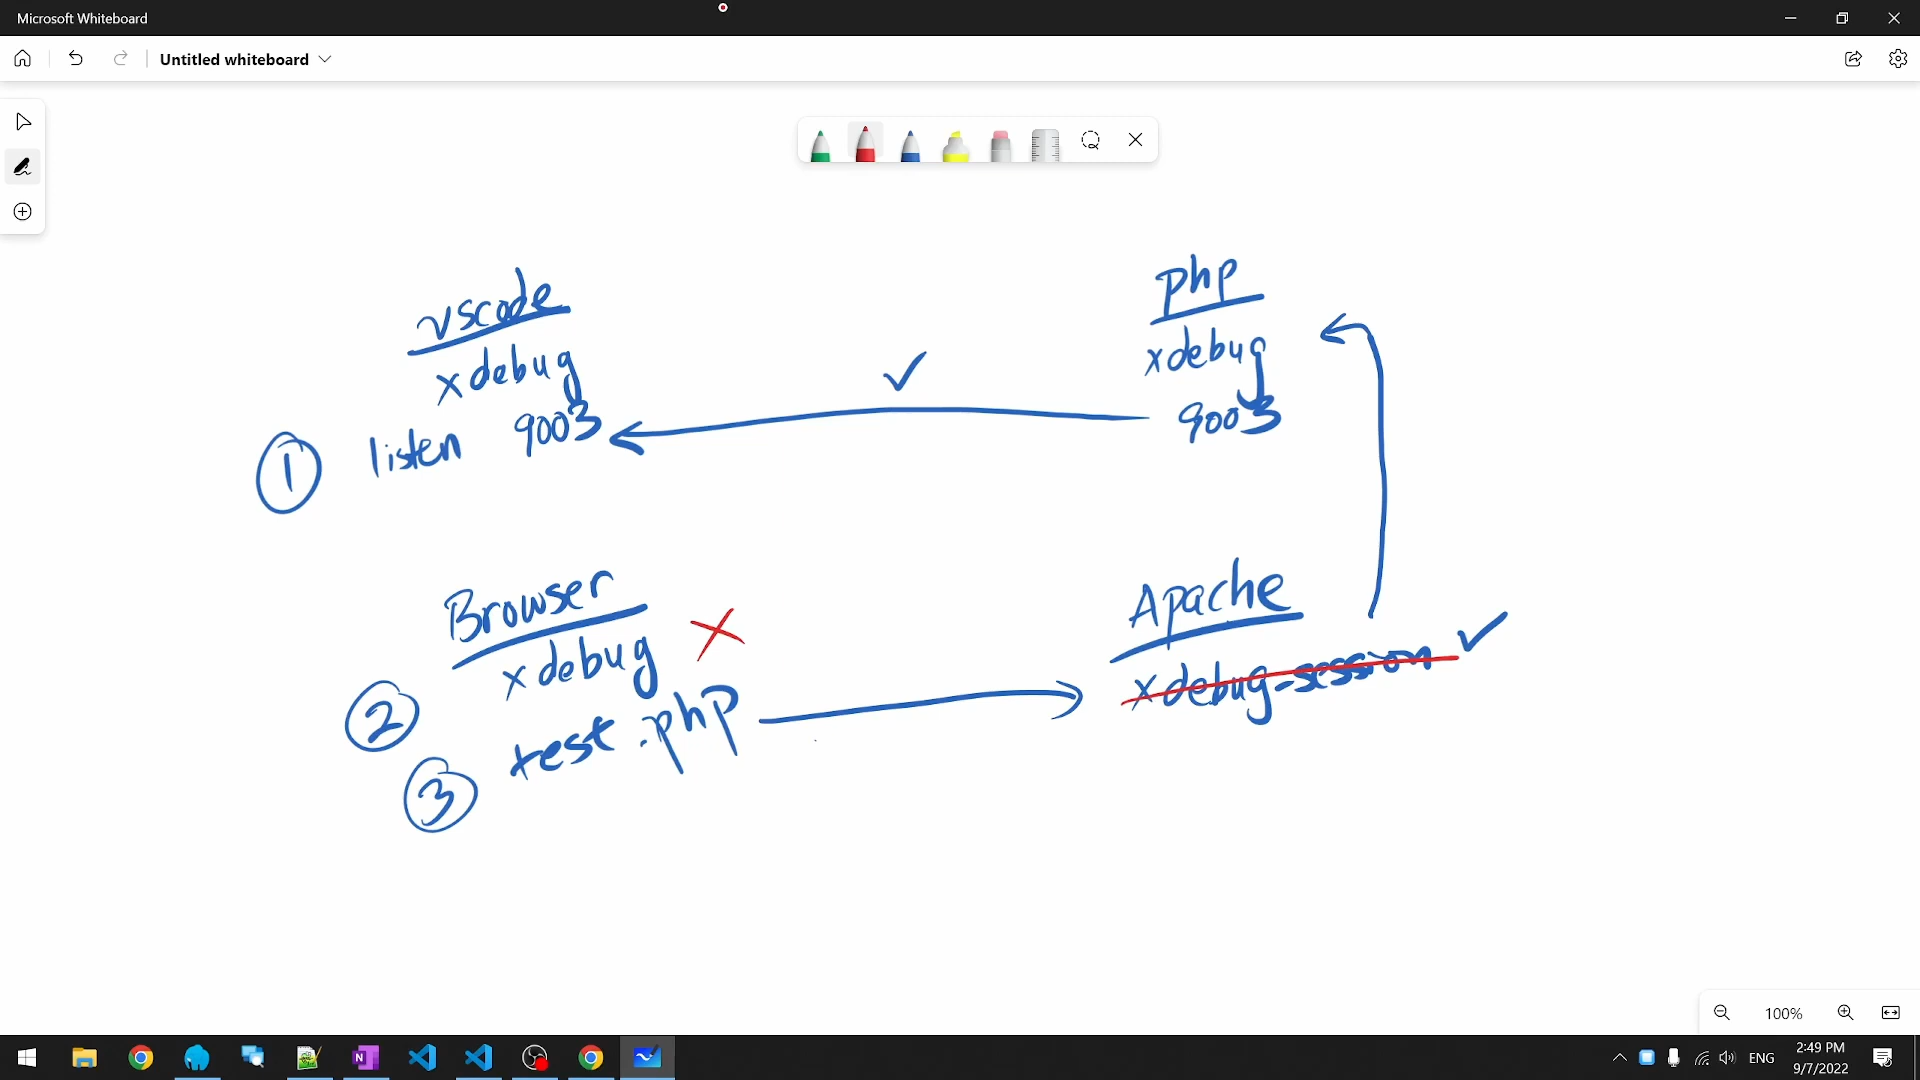 Microsoft Whiteboard
Untitled whiteboard
vscode
xdebug
9003
① listen
php
xdebug
9003
Browser
xdebug
②
test.php
③
Apache
xdebug-session
100%
ENG
2:49 PM
9/7/2022